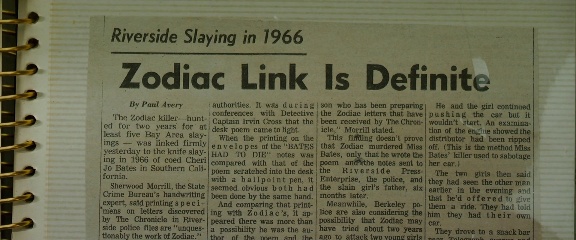 Riverside Slaying in 1966
Zodiac Link Is Definite
By Paul Avery
The Zodiac killer — hunt-
ed for two years for at
least five Bay Area slay-
ings — was linked firmly
yesterday to the knife slay-
ing in 1966 of coed Cheri
Jo Bates in Southern Cali-
fornia.
Sherwood Morrill, the State
Crime Bureau's handwriting
expert, said printing speci-
mens on letters discovered
by The Chronicle in River-
side police files are "unques-
tionably the work of Zodiac."
authorities. It was during
conferences with Detective
Captain Irvin Cross that the
desk poem came to light.
When the printing on the
envelopes of the "BATES
HAD TO DIE" notes was
compared with that of the
poem scratched into the desk
with a ballpoint pen, it
seemed obvious both had
been done by the same hand.
And comparing that print-
ing with Zodiac's, it ap-
peared there was more than
a possibility he was the au-
thor of the poem and the
son who has been preparing
the Zodiac letters that have
been received by The Chron-
icle," Morrill stated.
This finding doesn't prove
that Zodiac murdered Miss
Bates, only that he wrote the
poem and the notes sent to
the Riverside Press-
Enterprise, the police, and
the slain girl's father, six
months later.
Meanwhile, Berkeley po-
lice are also considering the
possibility that Zodiac may
have tried about two years
ago to attack two young girls
He and the girl continued
pushing the car but it
wouldn't start. An examina-
tion of the engine showed the
distributor had been ripped
off. (This is the method Miss
Bates' killer used to sabotage
her car.)
The two girls then said
they had seen the other man
earlier in the evening and
that he'd offered to give
them a ride. They had told
him they had their own
car.
They drove to a snack bar